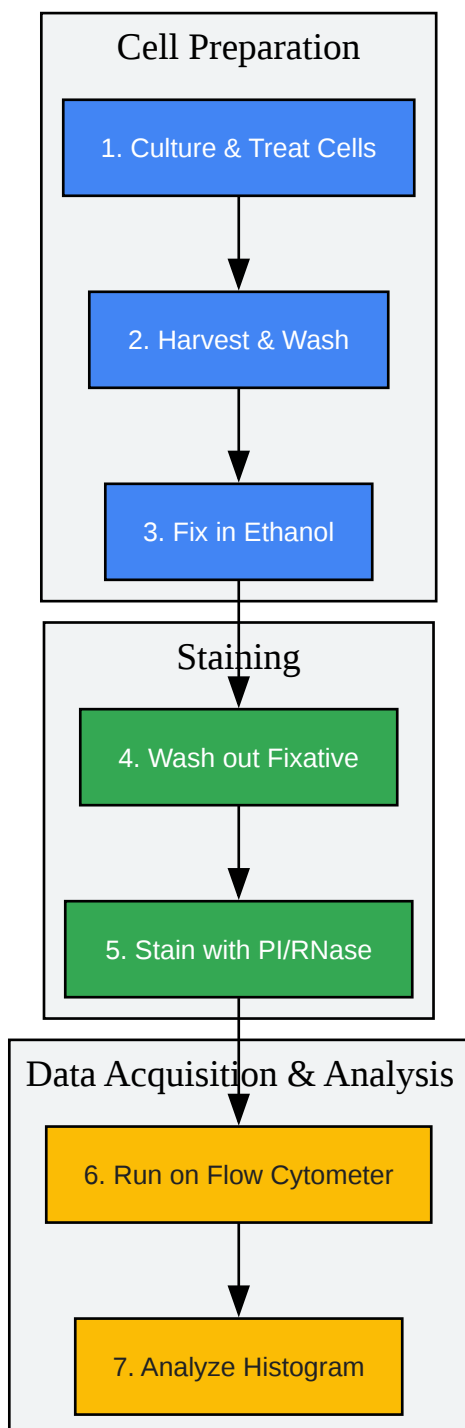 Cell Preparation
1. Culture & Treat Cells
2. Harvest & Wash
3. Fix in Ethanol
Staining
4. Wash out Fixative
5. Stain with PI/RNase
Data Acquisition & Analysis
6. Run on Flow Cytometer
7. Analyze Histogram